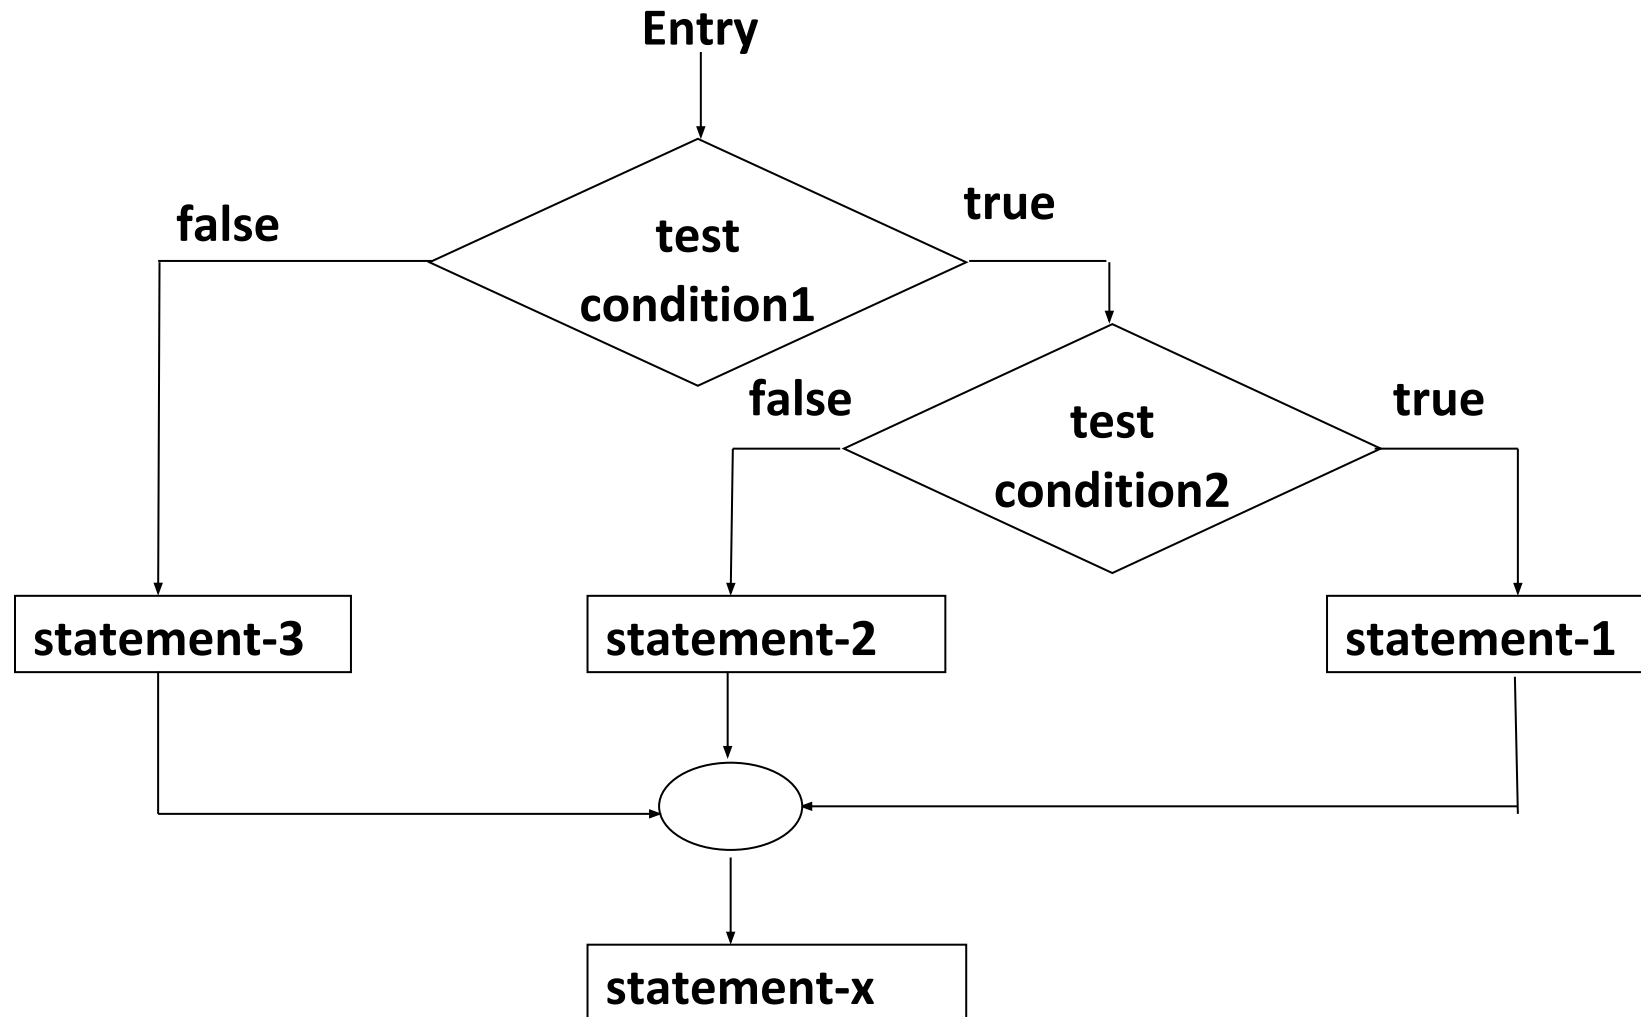 Entry
false
true
test
condition1
false
true
test
condition2
statement-3
statement-2
statement-1
statement-x